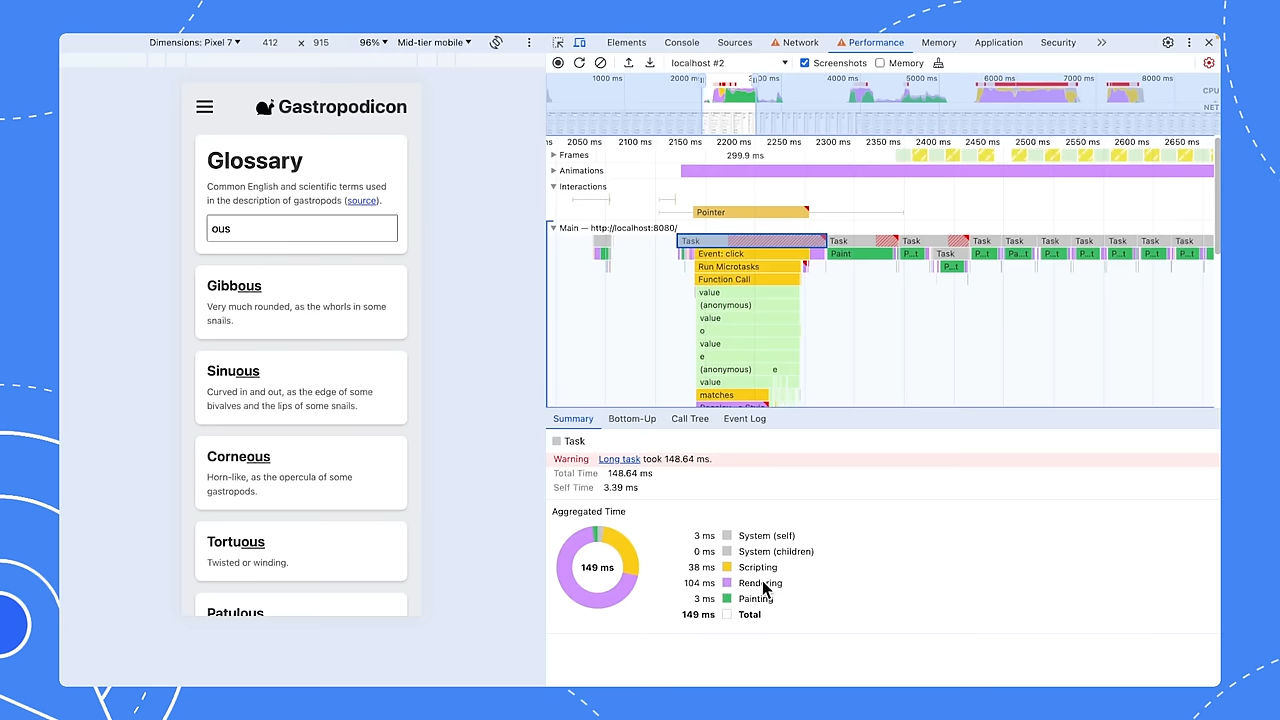 Dimensions: Pixel 7 412 × 915 96% Mid-tier mobile
Gastropodicon
Glossary
Common English and scientific terms used
in the description of gastropods (source).
ous
Gibbous
Very much rounded, as the whorls in some
snails.
Sinuous
Curved in and out, as the edge of some
bivalves and the lips of some snails.
Corneous
Horn-like, as the opercula of some
gastropods.
Tortuous
Twisted or winding.
Patulous
Elements Console Sources Network Performance Memory Application Security
localhost #2 Screenshots Memory
1000 ms 2000 ms 4000 ms 5000 ms 6000 ms 7000 ms 8000 ms
CPU
NET
2050 ms 2100 ms 2150 ms 2200 ms 2250 ms 2300 ms 2350 ms 2400 ms 2450 ms 2500 ms 2550 ms 2600 ms 2650 ms
Frames 299.9 ms
Animations
Interactions
Pointer
Main — http://localhost:8080/
Task Task Task Task Task Task Task Task Task Task
Event: click Paint P...t Task P...t Pa...t P...t P...t P...t P...t P...t
Run Microtasks P...t
Function Call
value
(anonymous)
value
o
value
e
(anonymous) e
value
matches
Summary Bottom-Up Call Tree Event Log
Task
Warning Long task took 148.64 ms.
Total Time 148.64 ms
Self Time 3.39 ms
Aggregated Time
149 ms
3 ms System (self)
0 ms System (children)
38 ms Scripting
104 ms Rendering
3 ms Painting
149 ms Total